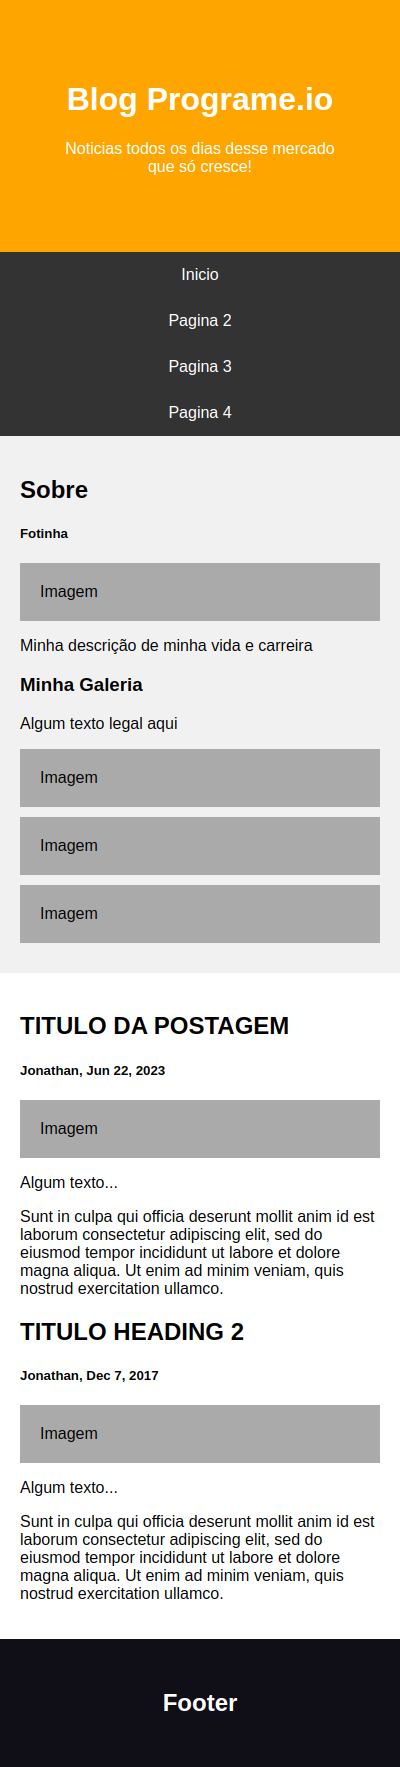 Blog Programe.io
Noticias todos os dias desse mercado
que só cresce!
Inicio
Pagina 2
Pagina 3
Pagina 4
Sobre
Fotinha
Imagem
Minha descrição de minha vida e carreira
Minha Galeria
Algum texto legal aqui
Imagem
Imagem
Imagem
TITULO DA POSTAGEM
Jonathan, Jun 22, 2023
Imagem
Algum texto...
Sunt in culpa qui officia deserunt mollit anim id est
laborum consectetur adipiscing elit, sed do
eiusmod tempor incididunt ut labore et dolore
magna aliqua. Ut enim ad minim veniam, quis
nostrud exercitation ullamco.
TITULO HEADING 2
Jonathan, Dec 7, 2017
Imagem
Algum texto...
Sunt in culpa qui officia deserunt mollit anim id est
laborum consectetur adipiscing elit, sed do
eiusmod tempor incididunt ut labore et dolore
magna aliqua. Ut enim ad minim veniam, quis
nostrud exercitation ullamco.
Footer